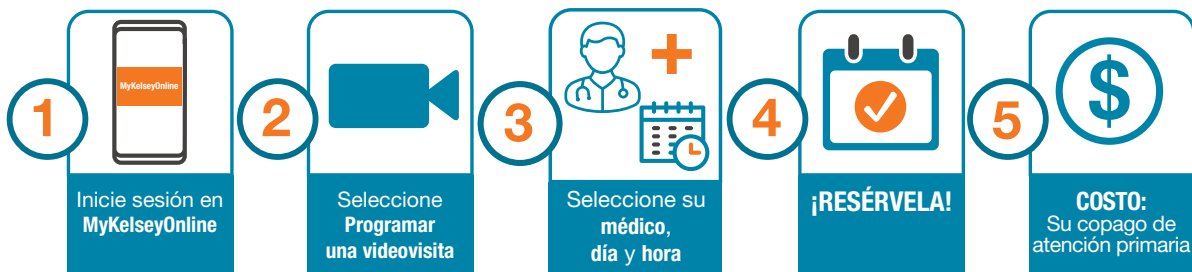 1
MyKelseyOnline
Inicie sesión en
MyKelseyOnline
2
Seleccione
Programar
una videovisita
3
Seleccione su
médico,
día y hora
4
¡RESÉRVELA!
5
$
COSTO:
Su copago de
atención primaria